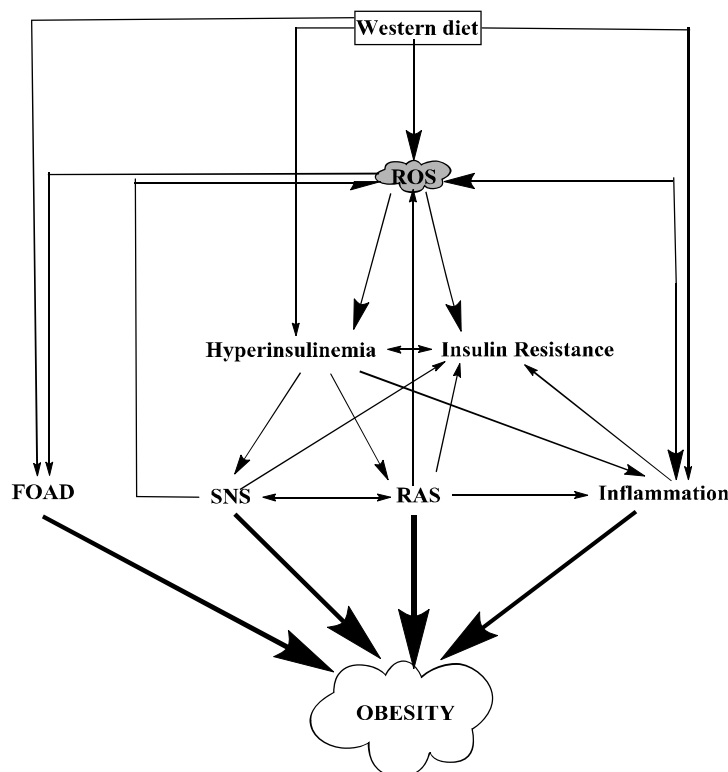 Western diet
ROS
Hyperinsulinemia
Insulin Resistance
FOAD
SNS
RAS
Inflammation
OBESITY